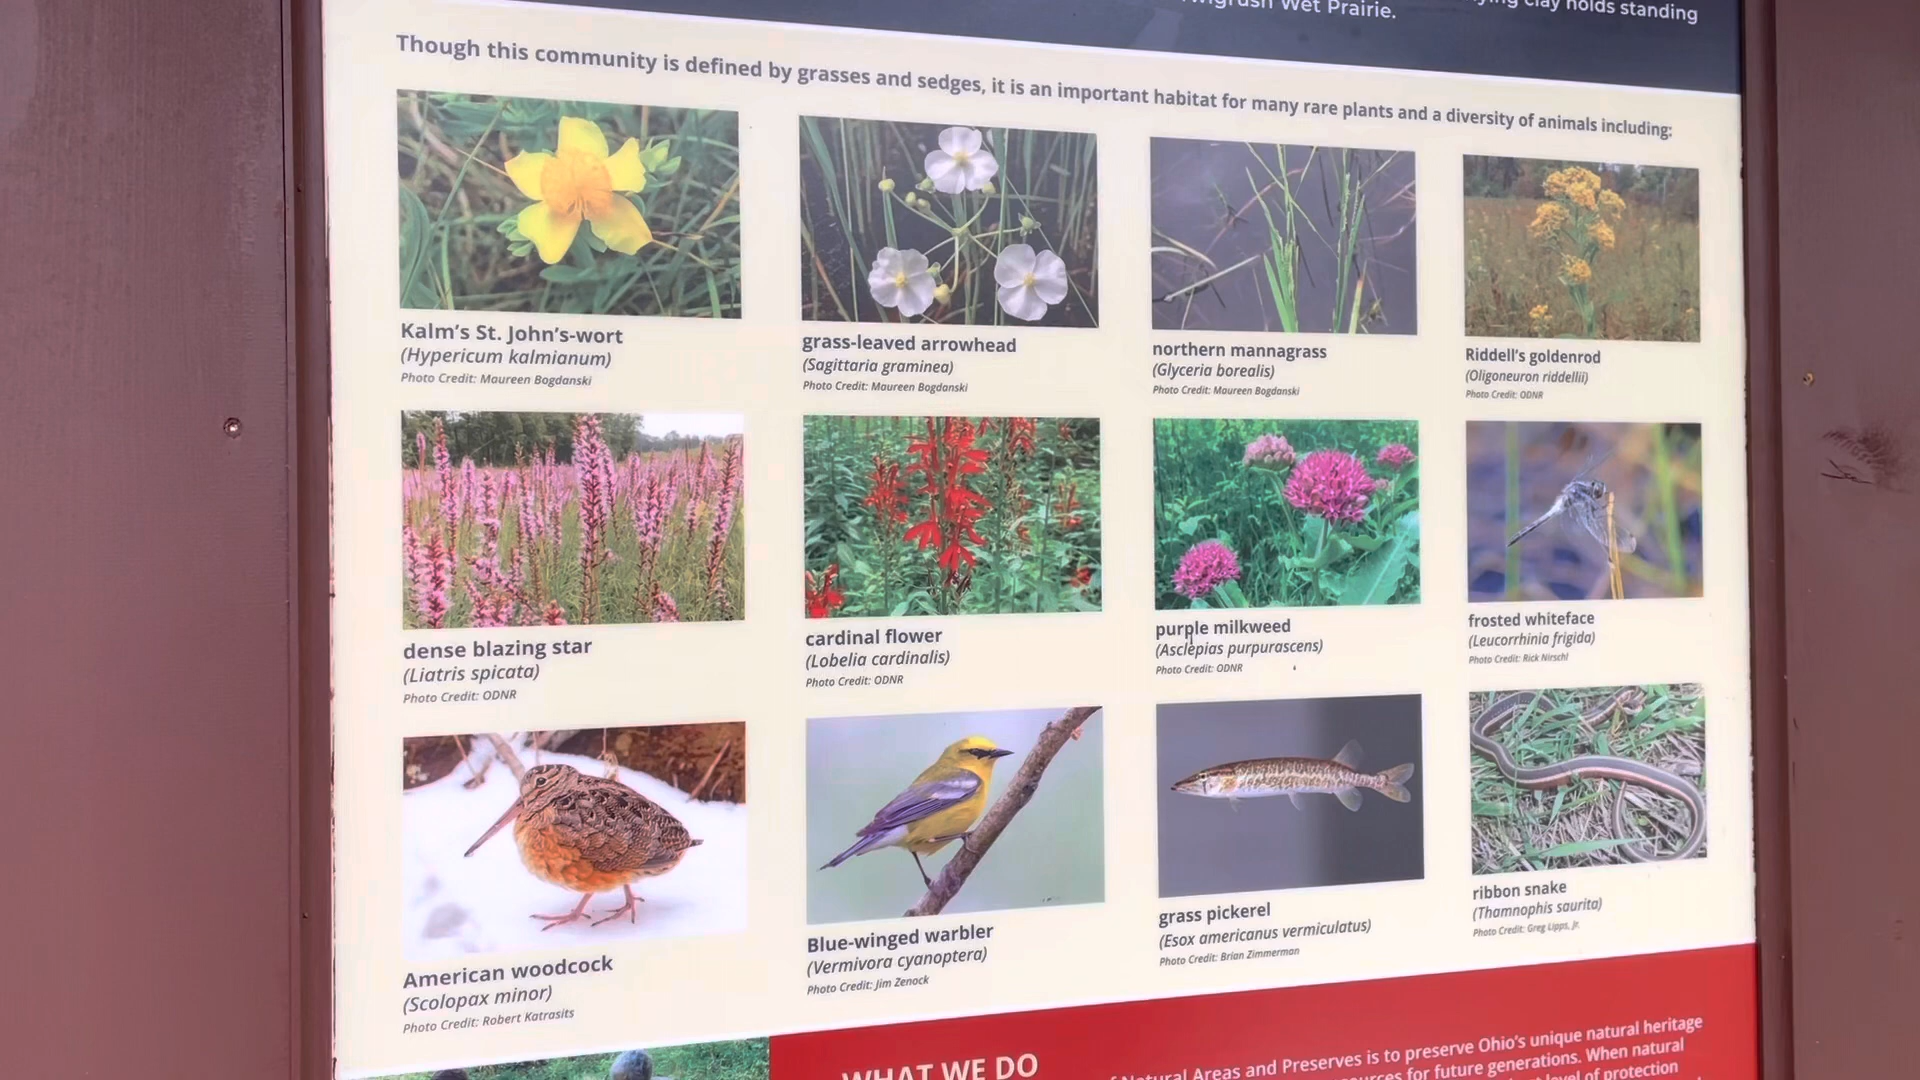 Wet Prairie.
clay holds standing
Though this community is defined by grasses and sedges, it is an important habitat for many rare plants and a diversity of animals including:
Kalm's St. John's-wort
(Hypericum kalmianum)
Photo Credit: Maureen Bogdanski
grass-leaved arrowhead
(Sagittaria graminea)
Photo Credit: Maureen Bogdanski
northern mannagrass
(Glyceria borealis)
Photo Credit: Maureen Bogdanski
Riddell's goldenrod
(Oligoneuron riddellii)
Photo Credit: ODNR
dense blazing star
(Liatris spicata)
Photo Credit: ODNR
cardinal flower
(Lobelia cardinalis)
Photo Credit: ODNR
purple milkweed
(Asclepias purpurascens)
Photo Credit: ODNR
frosted whiteface
(Leucorrhinia frigida)
Photo Credit: Rick Nirschl
American woodcock
(Scolopax minor)
Photo Credit: Robert Katrasits
Blue-winged warbler
(Vermivora cyanoptera)
Photo Credit: Jim Zenock
grass pickerel
(Esox americanus vermiculatus)
Photo Credit: Brian Zimmerman
ribbon snake
(Thamnophis saurita)
Photo Credit: Greg Lipps, Jr.
WHAT WE DO
Natural Areas and Preserves is to preserve Ohio's unique natural heritage
for future generations. When natural
level of protection